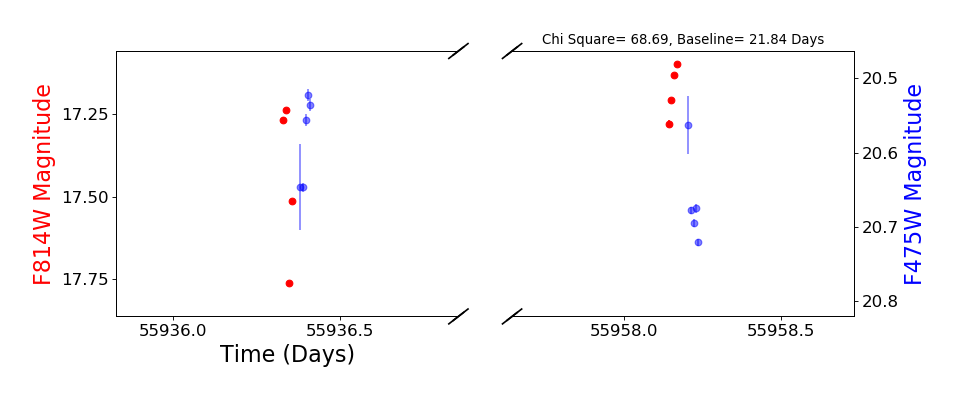 Chi Square= 68.69, Baseline= 21.84 Days
F814W Magnitude
17.25
17.50
17.75
20.5
20.6
20.7
20.8
F475W Magnitude
55936.0
55936.5
55958.0
55958.5
Time (Days)